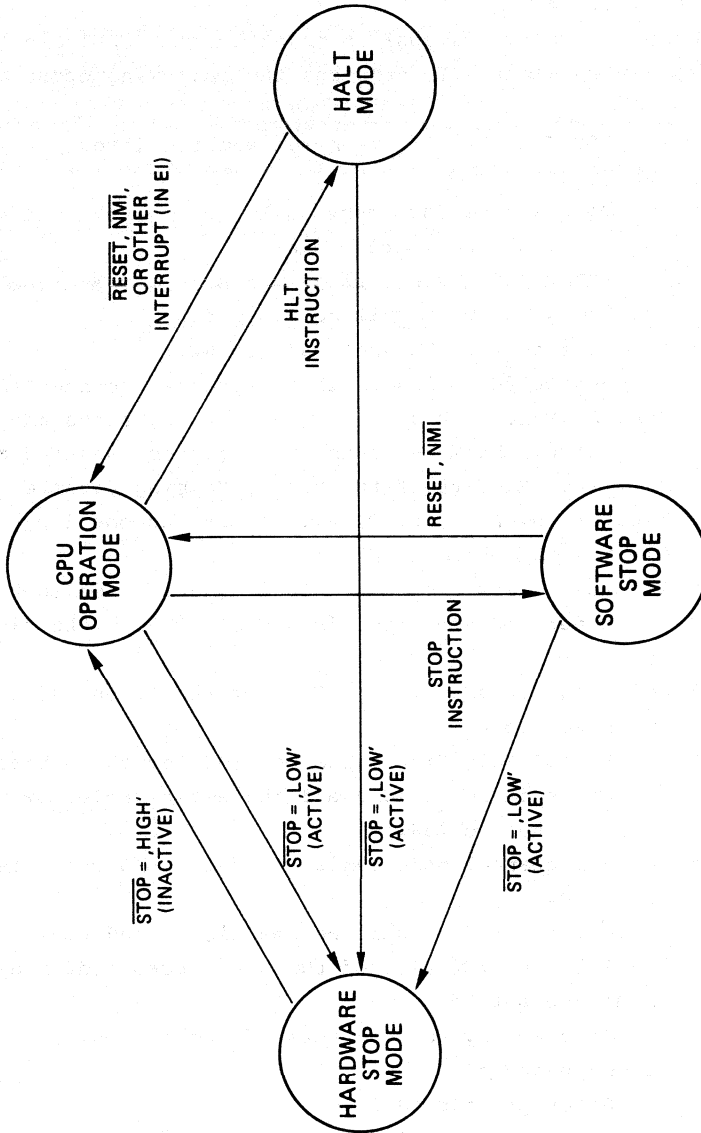 CPU
OPERATION
MODE
HALT
MODE
SOFTWARE
STOP
MODE
HARDWARE
STOP
MODE
RESET, NMI,
OR OTHER
INTERRUPT (IN EI)
HLT
INSTRUCTION
RESET, NMI
STOP
INSTRUCTION
STOP = ‚HIGH'
(INACTIVE)
STOP = ‚LOW'
(ACTIVE)
STOP = ‚LOW'
(ACTIVE)
STOP = ‚LOW'
(ACTIVE)